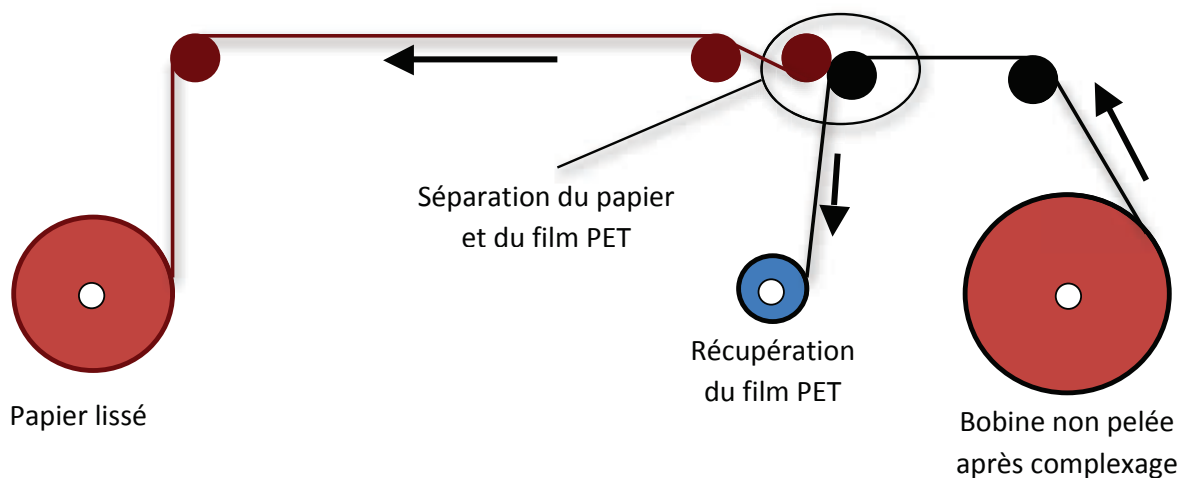 Séparation du papier
et du film PET
Récupération
du film PET
Papier lissé
Bobine non pelée
après complexage